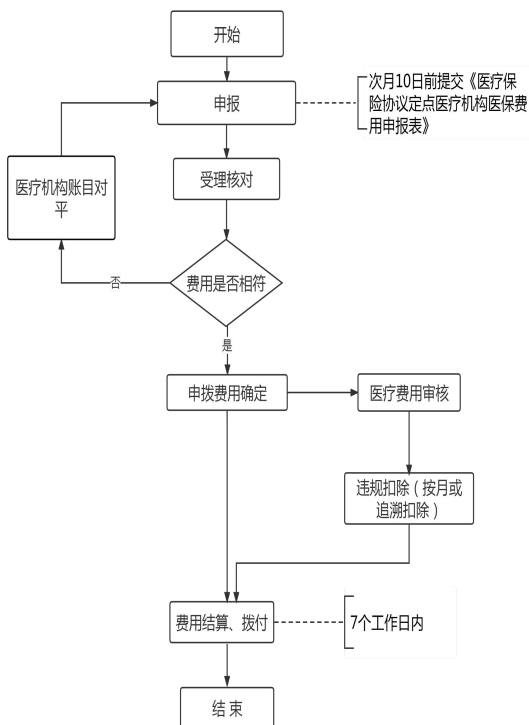 开始
申报
次月10日前提交《医疗保
险协议定点医疗机构医保费
用申报表》
受理核对
医疗机构账目对
平
费用是否相符
否
是
申拨费用确定
医疗费用审核
违规扣除（按月或
追溯扣除）
费用结算、拨付
7个工作日内
结 束